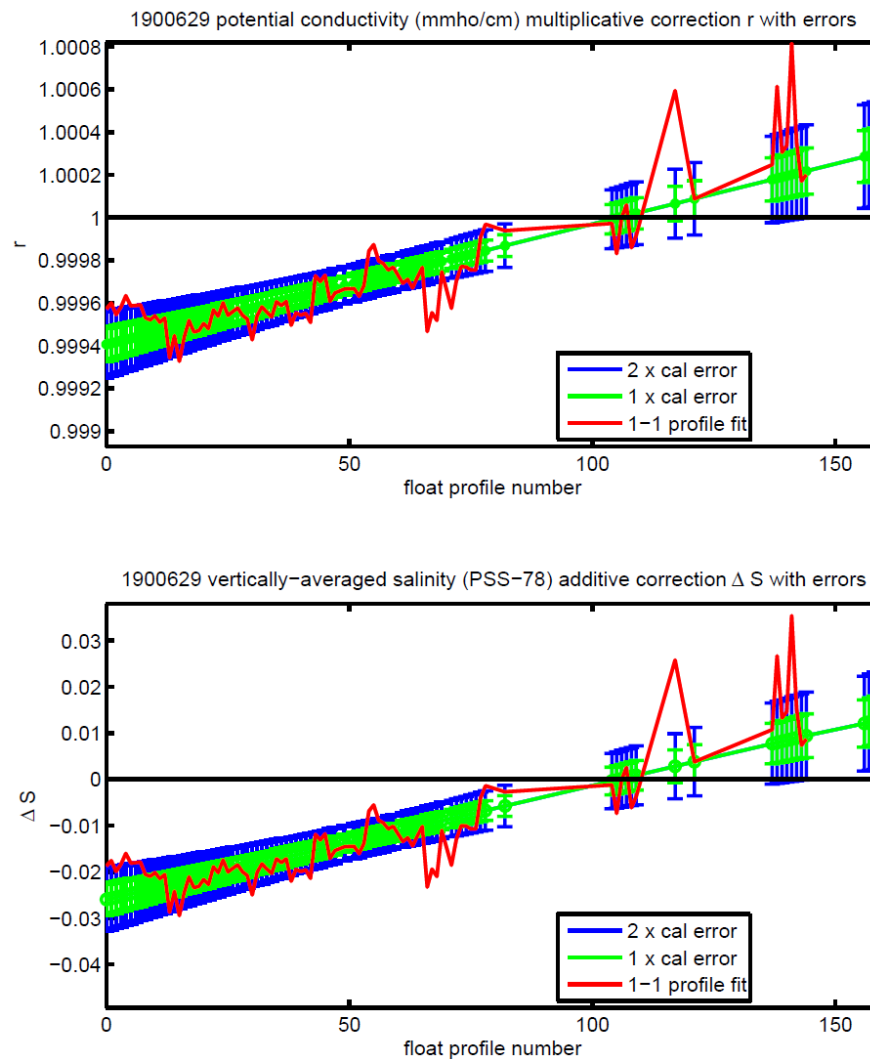 1900629 potential conductivity (mmho/cm) multiplicative correction r with errors
1.0008
1.0006
1.0004
1.0002
1
0.9998
0.9996
0.9994
0.9992
0.999
r
2 x cal error
1 x cal error
1−1 profile fit
0
50
100
150
float profile number
1900629 vertically−averaged salinity (PSS−78) additive correction Δ S with errors
0.03
0.02
0.01
0
−0.01
−0.02
−0.03
−0.04
Δ S
2 x cal error
1 x cal error
1−1 profile fit
0
50
100
150
float profile number